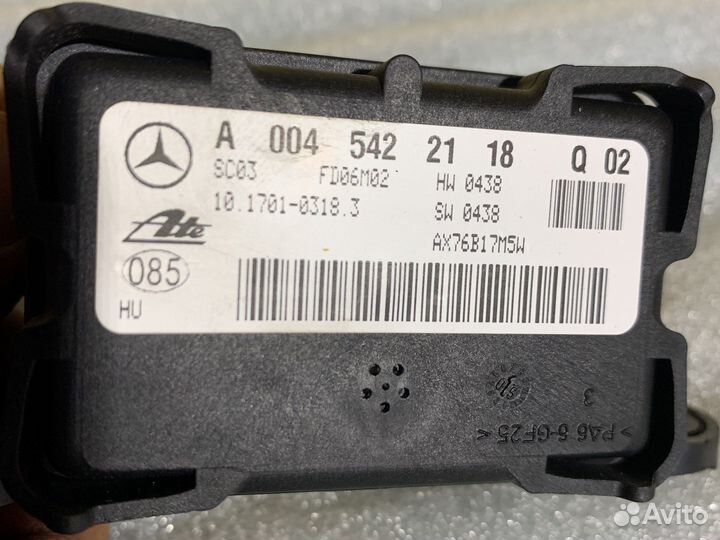 A 004 542 21 18 Q 02
SC03 FD06M02 HW 0438
10.1701-0318.3 SW 0438
Ate AX76B17M5W
085
HU
3
>PA6 6-GF25<
Avito